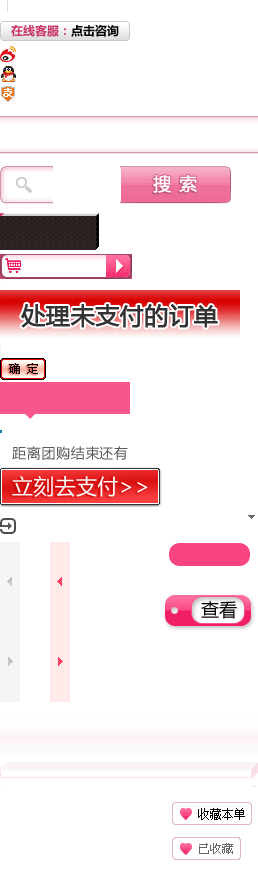 在线客服：点击咨询
支
搜 索
处理未支付的订单
确 定
距离团购结束还有
立刻去支付>>
查看
收藏本单
已收藏